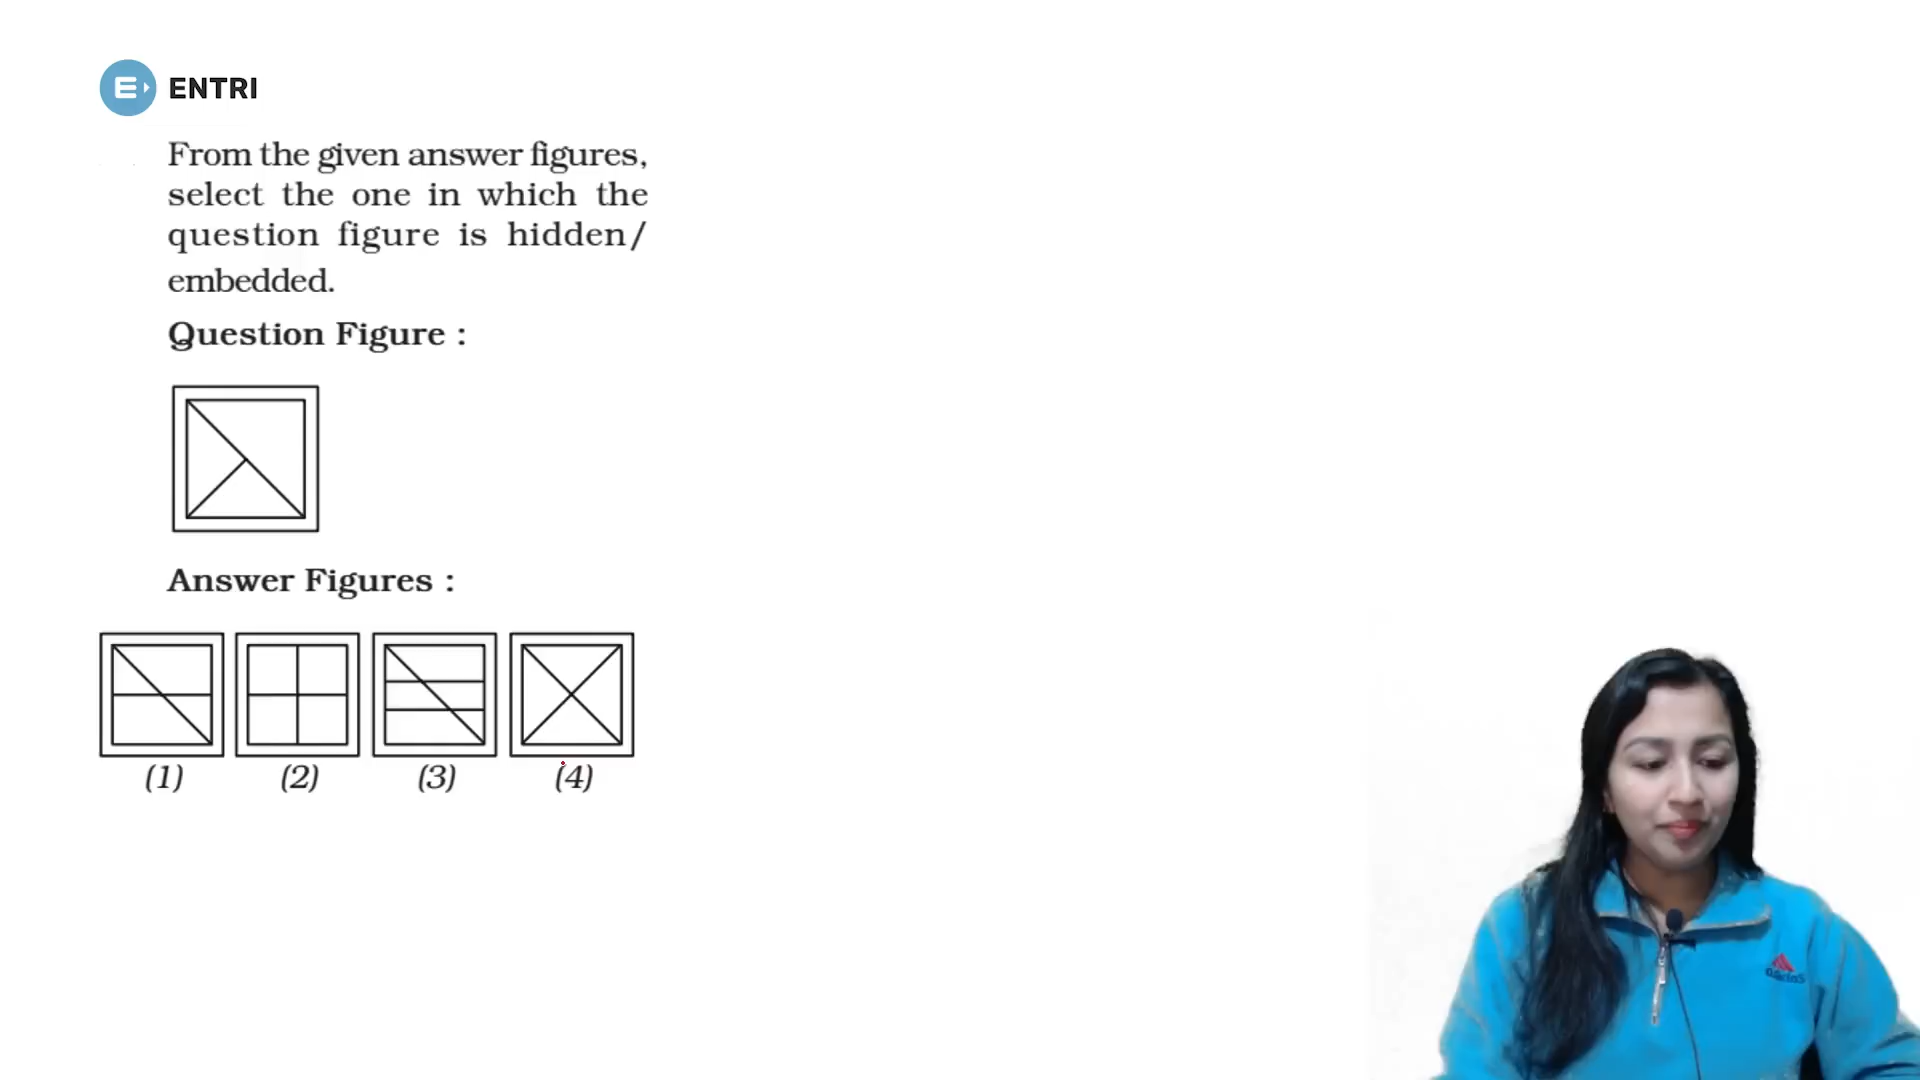 ENTRI
From the given answer figures,
select the one in which the
question figure is hidden/
embedded.
Question Figure :
Answer Figures :
(1) (2) (3) (4)
adidas